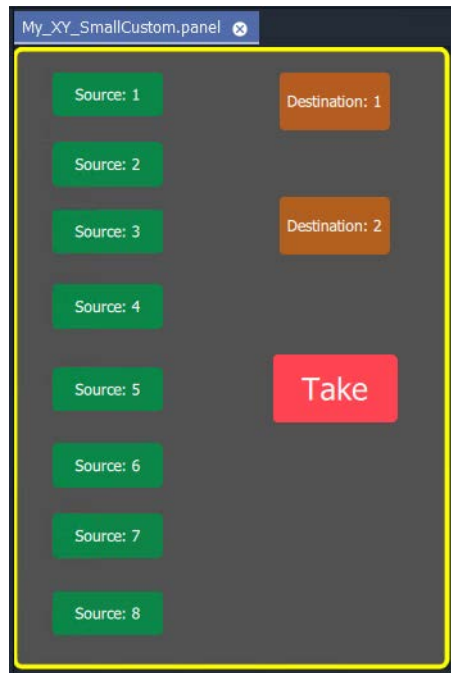 My_XY_SmallCustom.panel
Source: 1
Destination: 1
Source: 2
Source: 3
Destination: 2
Source: 4
Source: 5
Take
Source: 6
Source: 7
Source: 8